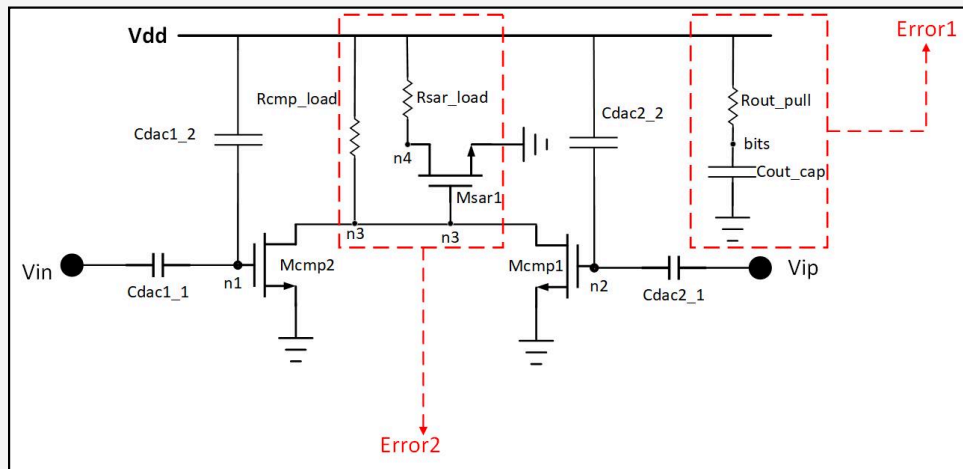 Vdd
Error1
Rcmp_load
Rsar_load
Rout_pull
Cdac1_2
Cdac2_2
n4
bits
Cout_cap
Msar1
n3
n3
Vin
Cdac1_1
n1
Mcmp2
Mcmp1
n2
Cdac2_1
Vip
Error2